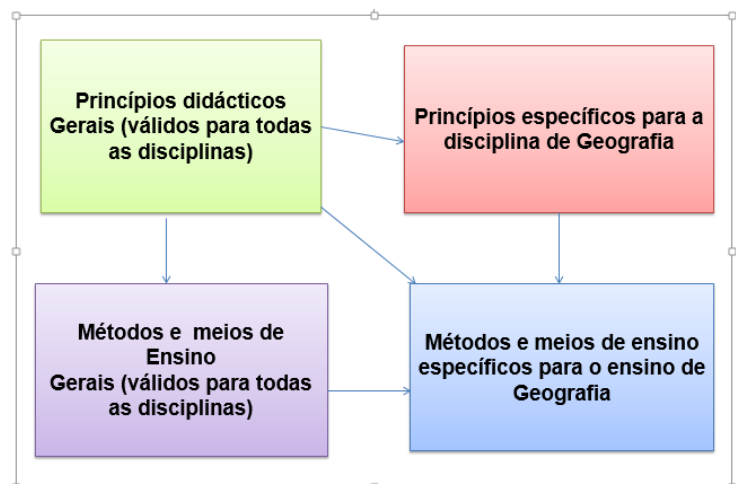 Princípios didácticos
Gerais (válidos para todas
as disciplinas)
Princípios específicos para a
disciplina de Geografia
Métodos e meios de
Ensino
Gerais (válidos para todas
as disciplinas)
Métodos e meios de ensino
específicos para o ensino de
Geografia